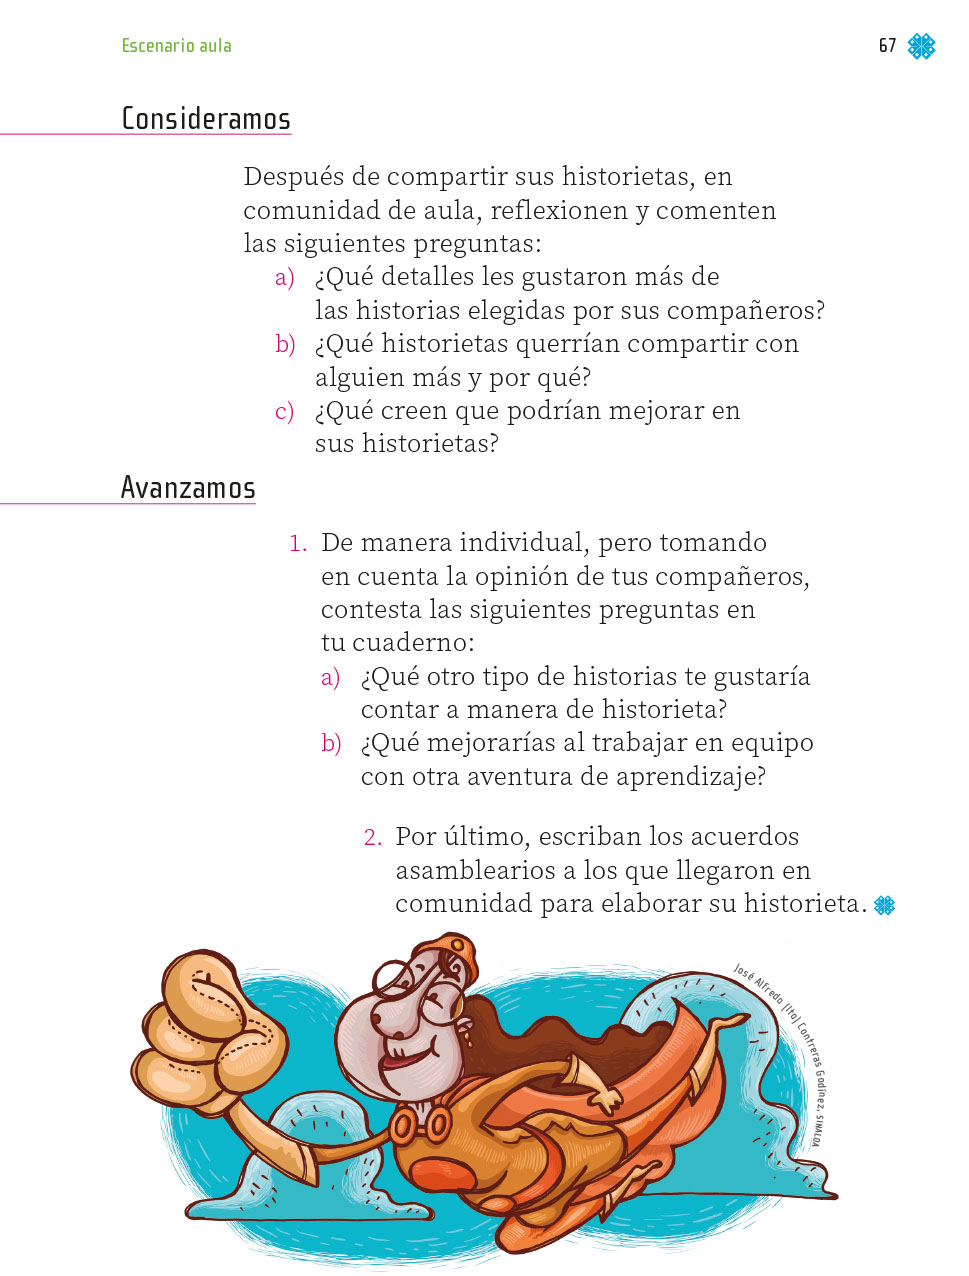 Escenario aula
67
Consideramos
Después de compartir sus historietas, en
comunidad de aula, reflexionen y comenten
las siguientes preguntas:
a) ¿Qué detalles les gustaron más de
las historias elegidas por sus compañeros?
b) ¿Qué historietas querrían compartir con
alguien más y por qué?
c) ¿Qué creen que podrían mejorar en
sus historietas?
Avanzamos
1. De manera individual, pero tomando
en cuenta la opinión de tus compañeros,
contesta las siguientes preguntas en
tu cuaderno:
a) ¿Qué otro tipo de historias te gustaría
contar a manera de historieta?
b) ¿Qué mejorarías al trabajar en equipo
con otra aventura de aprendizaje?
2. Por último, escriban los acuerdos
asamblearios a los que llegaron en
comunidad para elaborar su historieta.
José Alfredo (Ito) Contreras Godínez, SINALOA